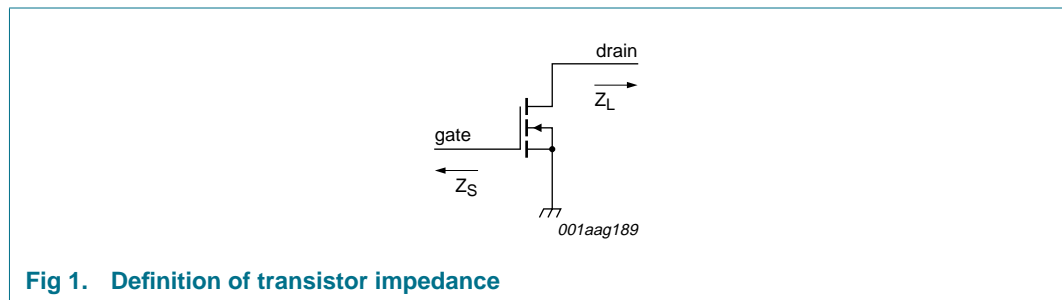 drain
Z_L
gate
Z_S
001aag189
Fig 1. Definition of transistor impedance